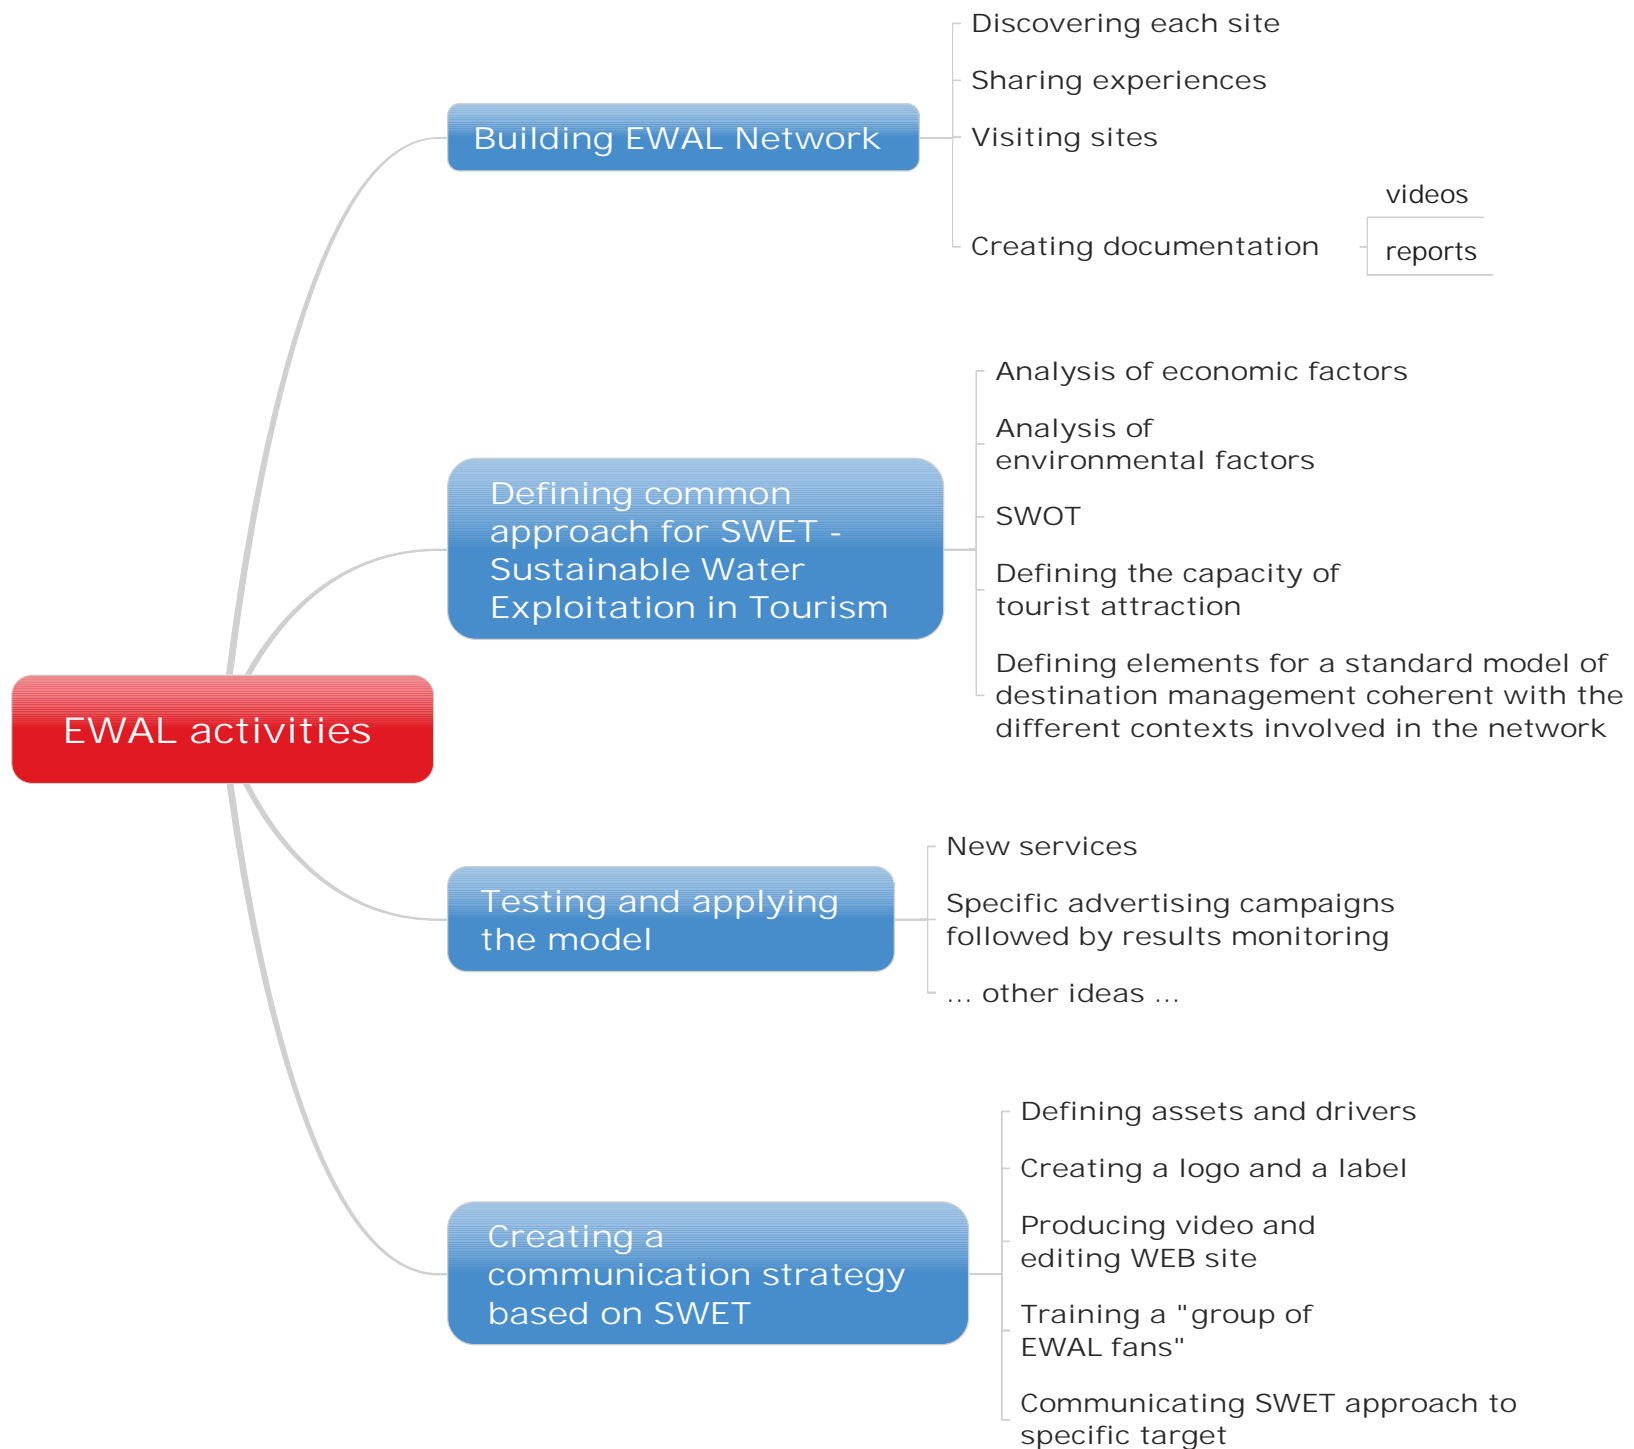 Discovering each site
Sharing experiences
Building EWAL Network
Visiting sites
videos
Creating documentation
reports
Analysis of economic factors
Analysis of
environmental factors
Defining common
approach for SWET -
Sustainable Water
Exploitation in Tourism
SWOT
Defining the capacity of
tourist attraction
Defining elements for a standard model of
destination management coherent with the
different contexts involved in the network
EWAL activities
New services
Testing and applying
the model
Specific advertising campaigns
followed by results monitoring
... other ideas ...
Defining assets and drivers
Creating a logo and a label
Creating a
communication strategy
based on SWET
Producing video and
editing WEB site
Training a "group of
EWAL fans"
Communicating SWET approach to
specific target